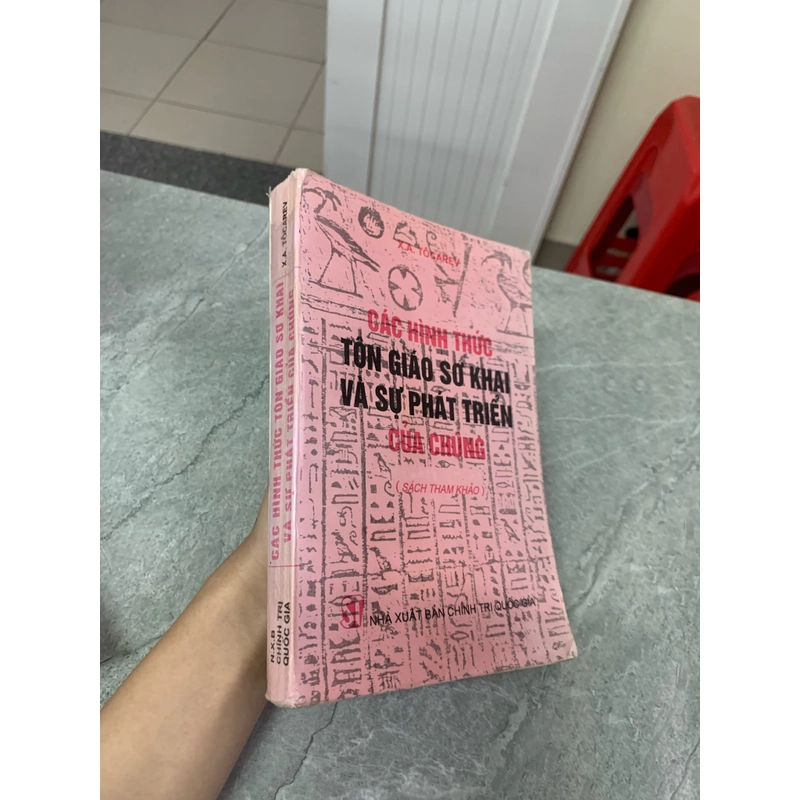 X.A. TÔCAREV
CÁC HÌNH THỨC
TÔN GIÁO SƠ KHAI
VÀ SỰ PHÁT TRIỂN
CỦA CHÚNG
( SÁCH THAM KHẢO )
NHÀ XUẤT BẢN CHÍNH TRỊ QUỐC GIA
X.A. TÔCAREV
CÁC HÌNH THỨC TÔN GIÁO SƠ KHAI
VÀ SỰ PHÁT TRIỂN CỦA CHÚNG
N.X.B
CHÍNH TRỊ
QUỐC GIA